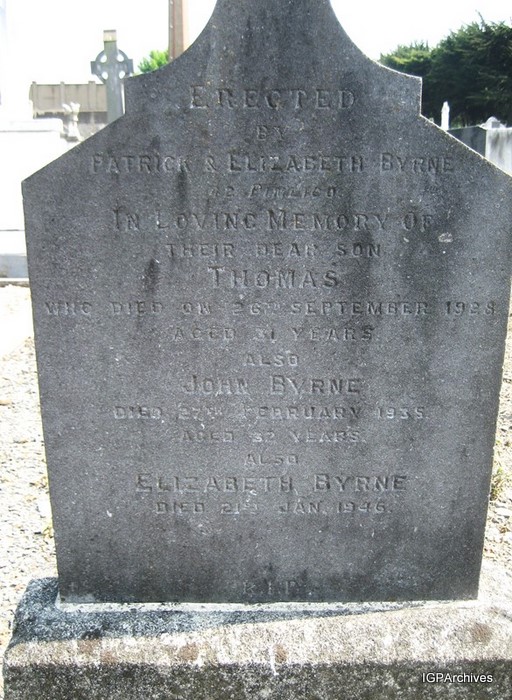 ERECTED
BY
PATRICK & ELIZABETH BYRNE
PIMLICO
IN LOVING MEMORY OF
THEIR DEAR SON
THOMAS
WHO DIED ON 26TH SEPTEMBER 1928
AGED 31 YEARS
ALSO
JOHN BYRNE
DIED 27TH FEBRUARY 1935
AGED 32 YEARS.
ALSO
ELIZABETH BYRNE
DIED 21ST JAN. 1946.
R.I.P.
IGPArchives